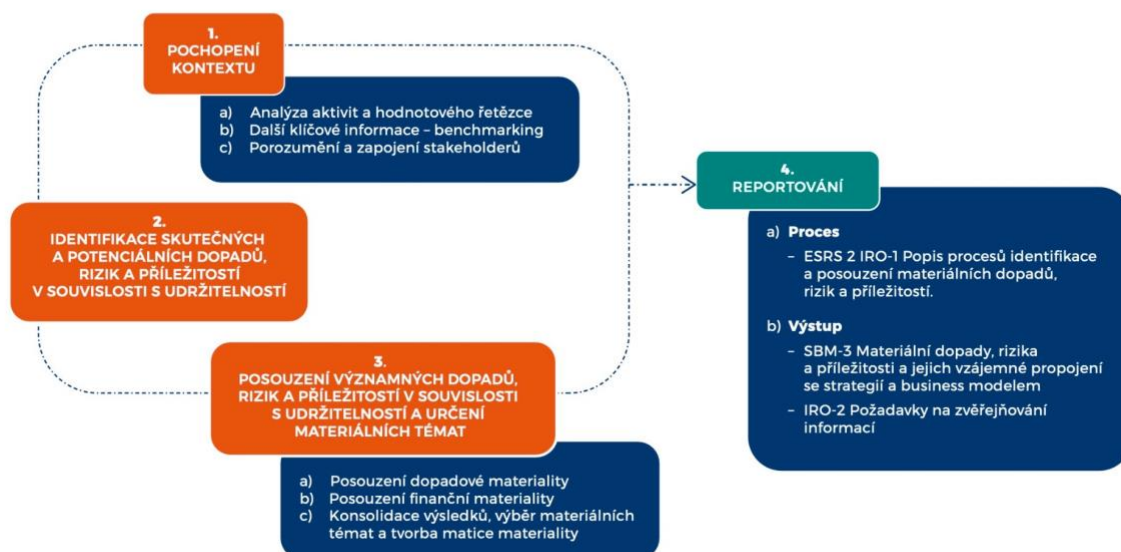 1.
POCHOPENÍ
KONTEXTU
a) Analýza aktivit a hodnotového řetězce
b) Další klíčové informace – benchmarking
c) Porozumění a zapojení stakeholderů
2.
IDENTIFIKACE SKUTEČNÝCH
A POTENCIÁLNÍCH DOPADŮ,
RIZIK A PŘÍLEŽITOSTÍ
V SOUVISLOSTI S UDRŽITELNOSTÍ
3.
POSOUZENÍ VÝZNAMNÝCH DOPADŮ,
RIZIK A PŘÍLEŽITOSTÍ V SOUVISLOSTI
S UDRŽITELNOSTÍ A URČENÍ
MATERIÁLNÍCH TÉMAT
a) Posouzení dopadové materiality
b) Posouzení finanční materiality
c) Konsolidace výsledků, výběr materiálních
témat a tvorba matice materiality
4.
REPORTOVÁNÍ
a) Proces
– ESRS 2 IRO-1 Popis procesů identifikace
a posouzení materiálních dopadů,
rizik a příležitostí.
b) Výstup
– SBM-3 Materiální dopady, rizika
a příležitosti a jejich vzájemné propojení
se strategií a business modelem
– IRO-2 Požadavky na zvěřejňování
informací